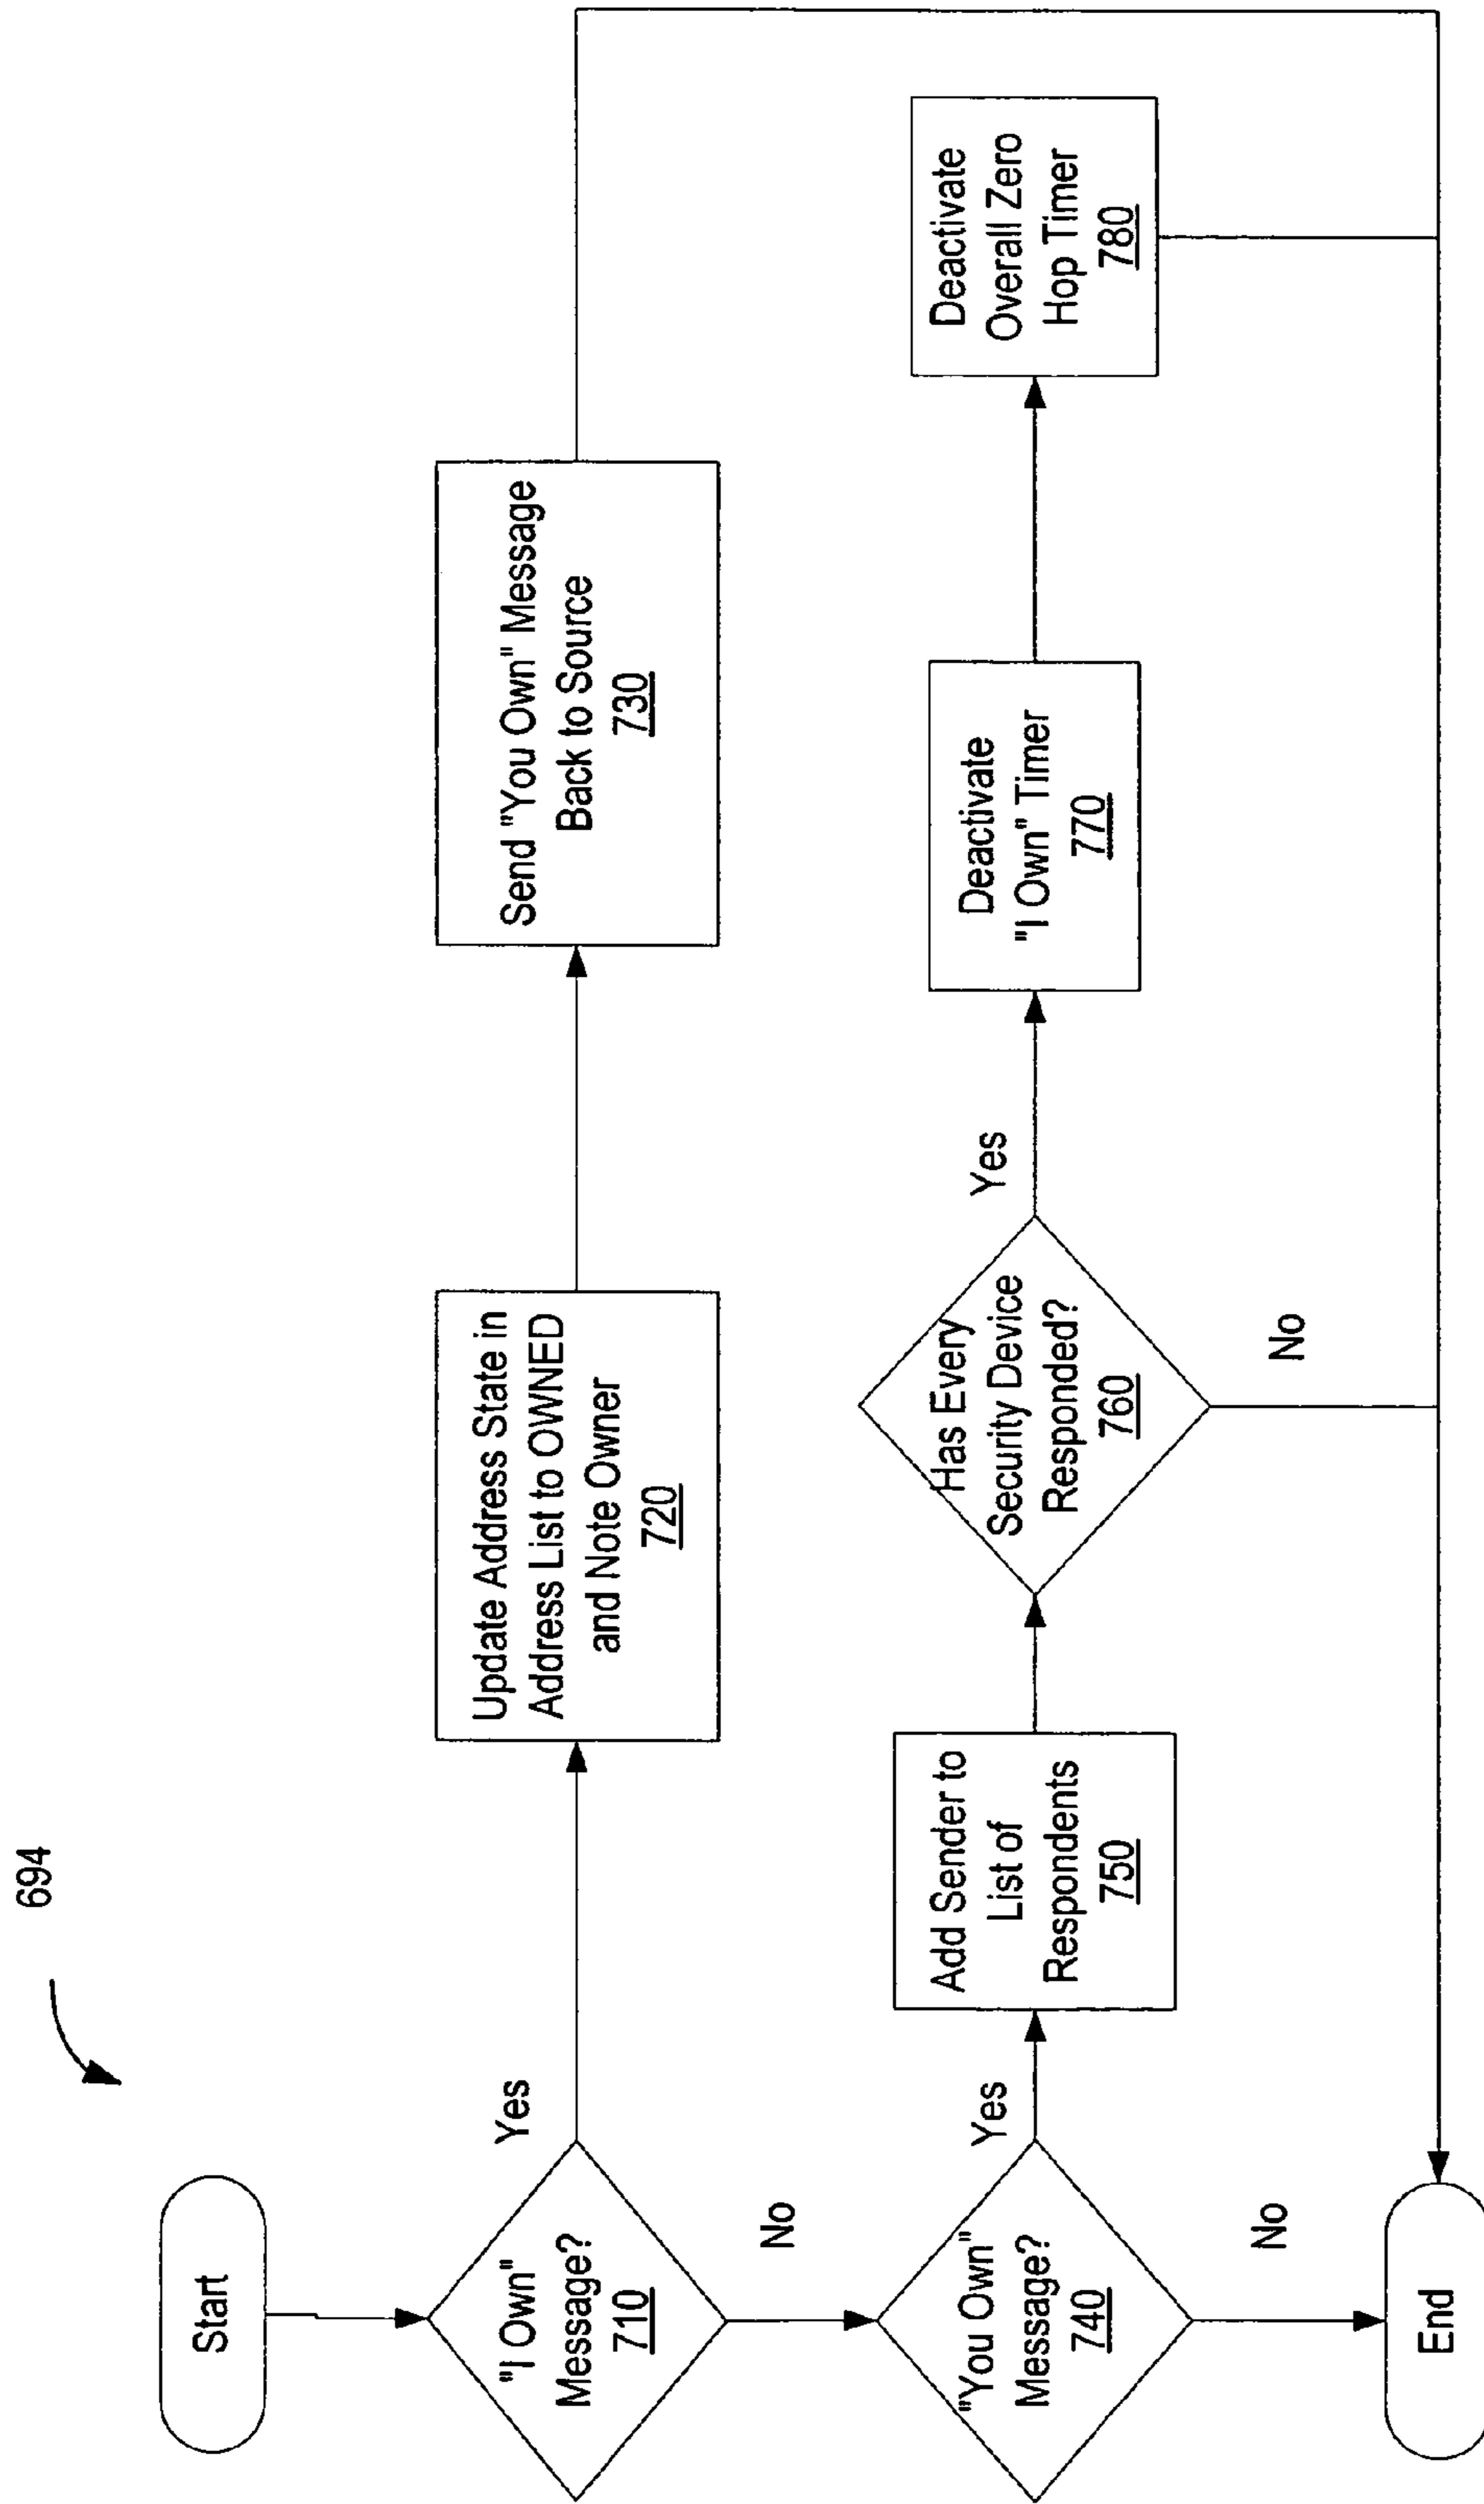 694
Start
"I Own"
Message?
710
Yes
No
Update Address State in
Address List to OWNED
and Note Owner
720
Send "You Own" Message
Back to Source
730
"You Own"
Message?
740
Yes
No
Add Sender to
List of
Respondents
750
Has Every
Security Device
Responded?
760
Yes
No
Deactivate
"I Own" Timer
770
Deactivate
Overall Zero
Hop Timer
780
End